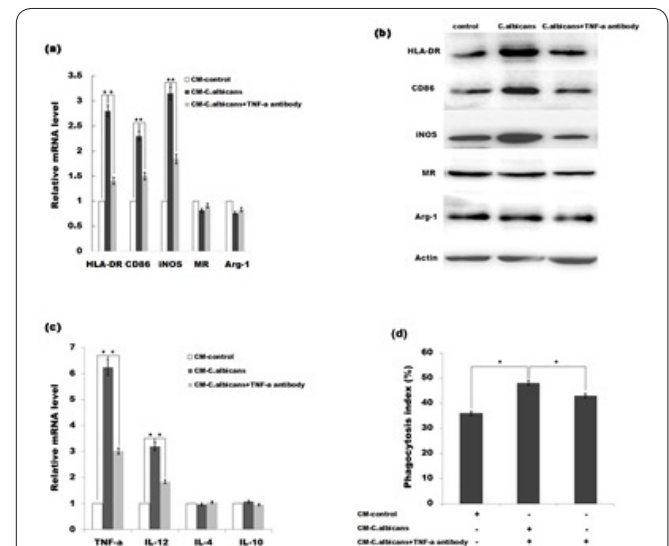 (a)
CM-control
CM-C.albicans
CM-C.albicans+TNF-a antibody
**
**
**
Relative mRNA level
3.5
3
2.5
2
1.5
1
0.5
0
HLA-DR CD86 iNOS MR Arg-1
(b)
control C.albicans C.albicans+TNF-a antibody
HLA-DR
CD86
iNOS
MR
Arg-1
Actin
(c)
CM-control
CM-C.albicans
CM-C.albicans+TNF-a antibody
**
**
Relative mRNA level
7
6
5
4
3
2
1
0
TNF-a IL-12 IL-4 IL-10
(d)
Phagocytosis index (%)
60
50
40
30
20
10
0
* *
CM-control + - -
CM-C.albicans - + -
CM-C.albicans+TNF-a antibody - + +